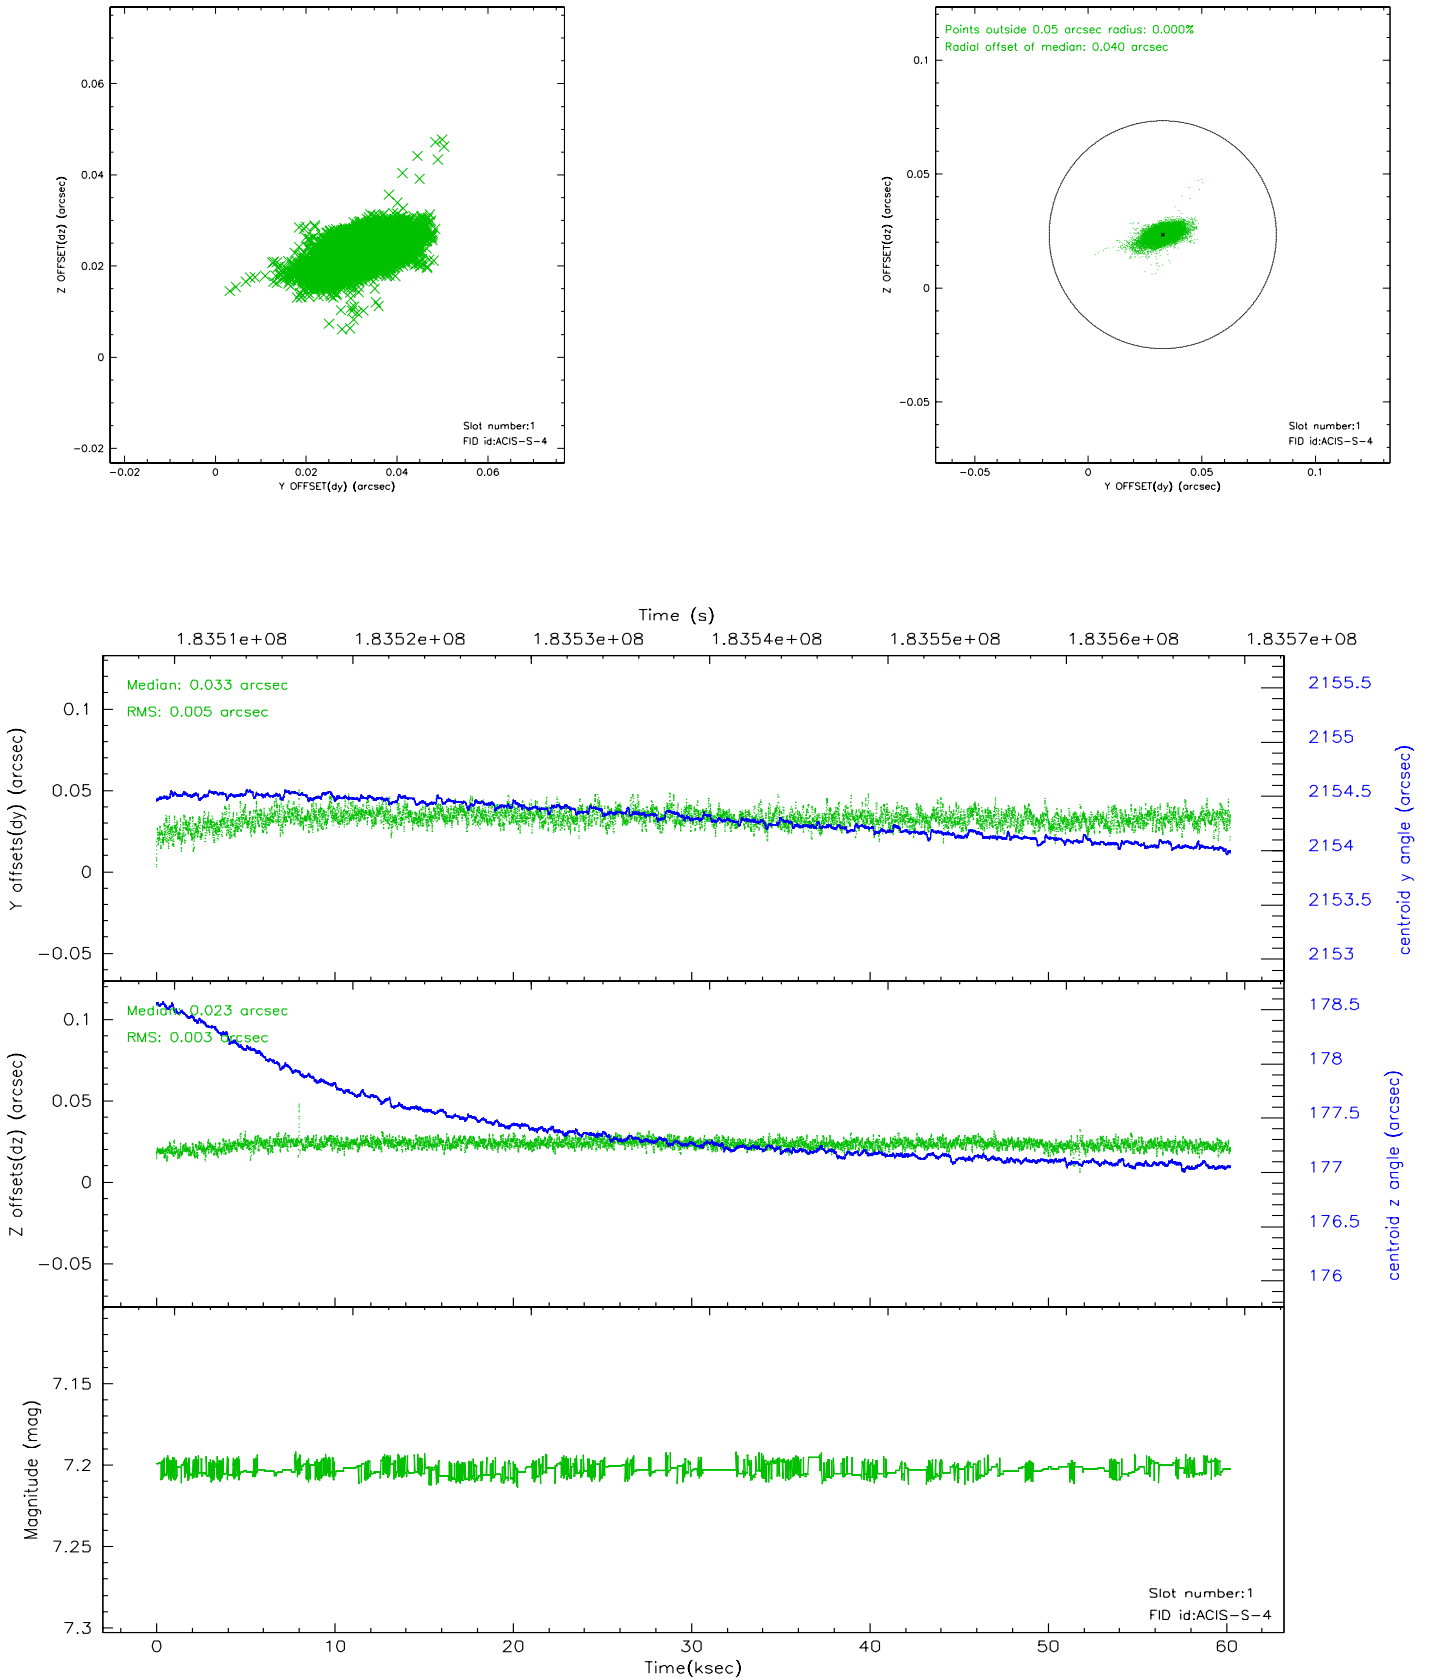 0.06
0.04
0.02
0
−0.02
Z OFFSET(dz) (arcsec)
−0.02 0 0.02 0.04 0.06
Y OFFSET(dy) (arcsec)
Slot number:1
FID id:ACIS−S−4
Points outside 0.05 arcsec radius: 0.000%
Radial offset of median: 0.040 arcsec
0.1
0.05
0
−0.05
Z OFFSET(dz) (arcsec)
−0.05 0 0.05 0.1
Y OFFSET(dy) (arcsec)
Slot number:1
FID id:ACIS−S−4
Time (s)
1.8351e+08 1.8352e+08 1.8353e+08 1.8354e+08 1.8355e+08 1.8356e+08 1.8357e+08
Median: 0.033 arcsec
RMS: 0.005 arcsec
0.1
0.05
0
−0.05
Y offsets(dy) (arcsec)
2155.5
2155
2154.5
2154
2153.5
2153
centroid y angle (arcsec)
Median: 0.023 arcsec
RMS: 0.003 arcsec
0.1
0.05
0
−0.05
Z offsets(dz) (arcsec)
178.5
178
177.5
177
176.5
176
centroid z angle (arcsec)
7.15
7.2
7.25
7.3
Magnitude (mag)
Slot number:1
FID id:ACIS−S−4
0 10 20 30 40 50 60
Time(ksec)